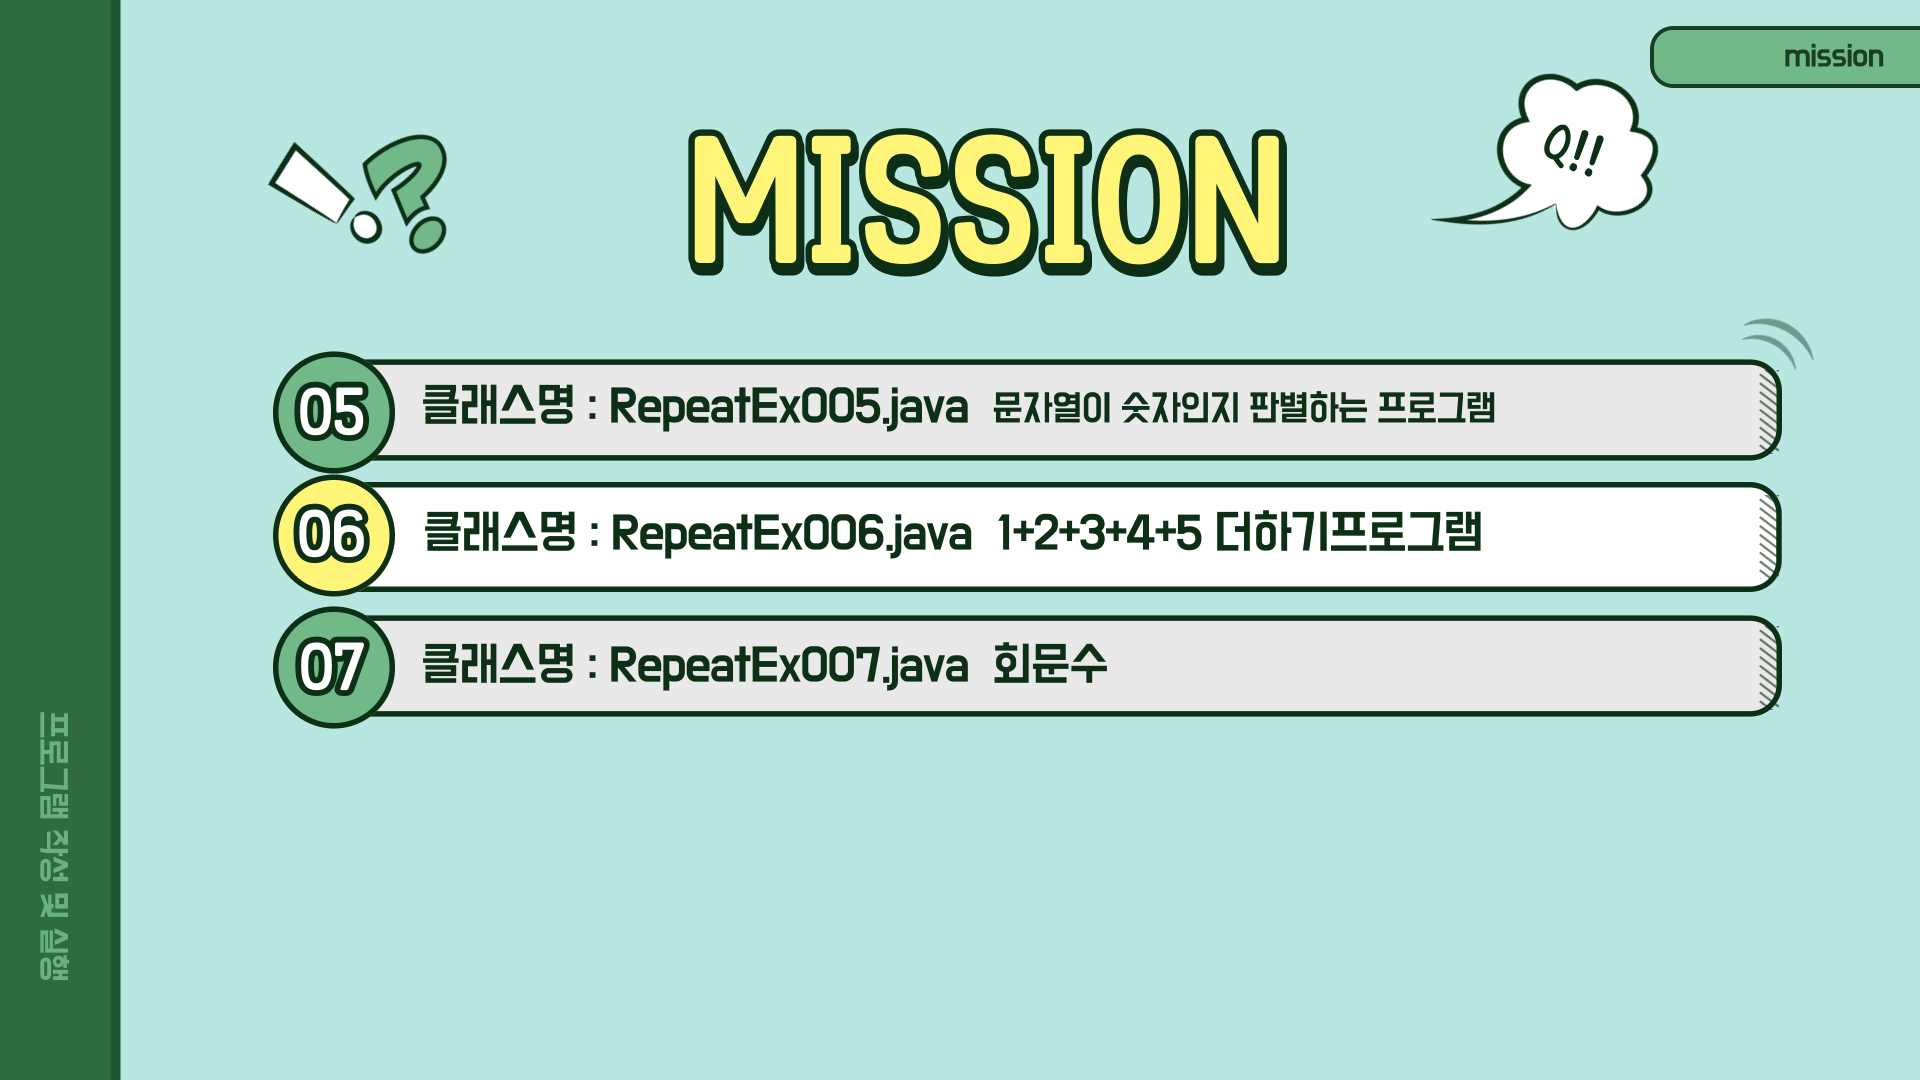 mission
Q!!
MISSION
05 클래스명 : RepeatEx005.java 문자열이 숫자인지 판별하는 프로그램
06 클래스명 : RepeatEx006.java 1+2+3+4+5 더하기프로그램
07 클래스명 : RepeatEx007.java 회문수
프로그램 작성 및 실행